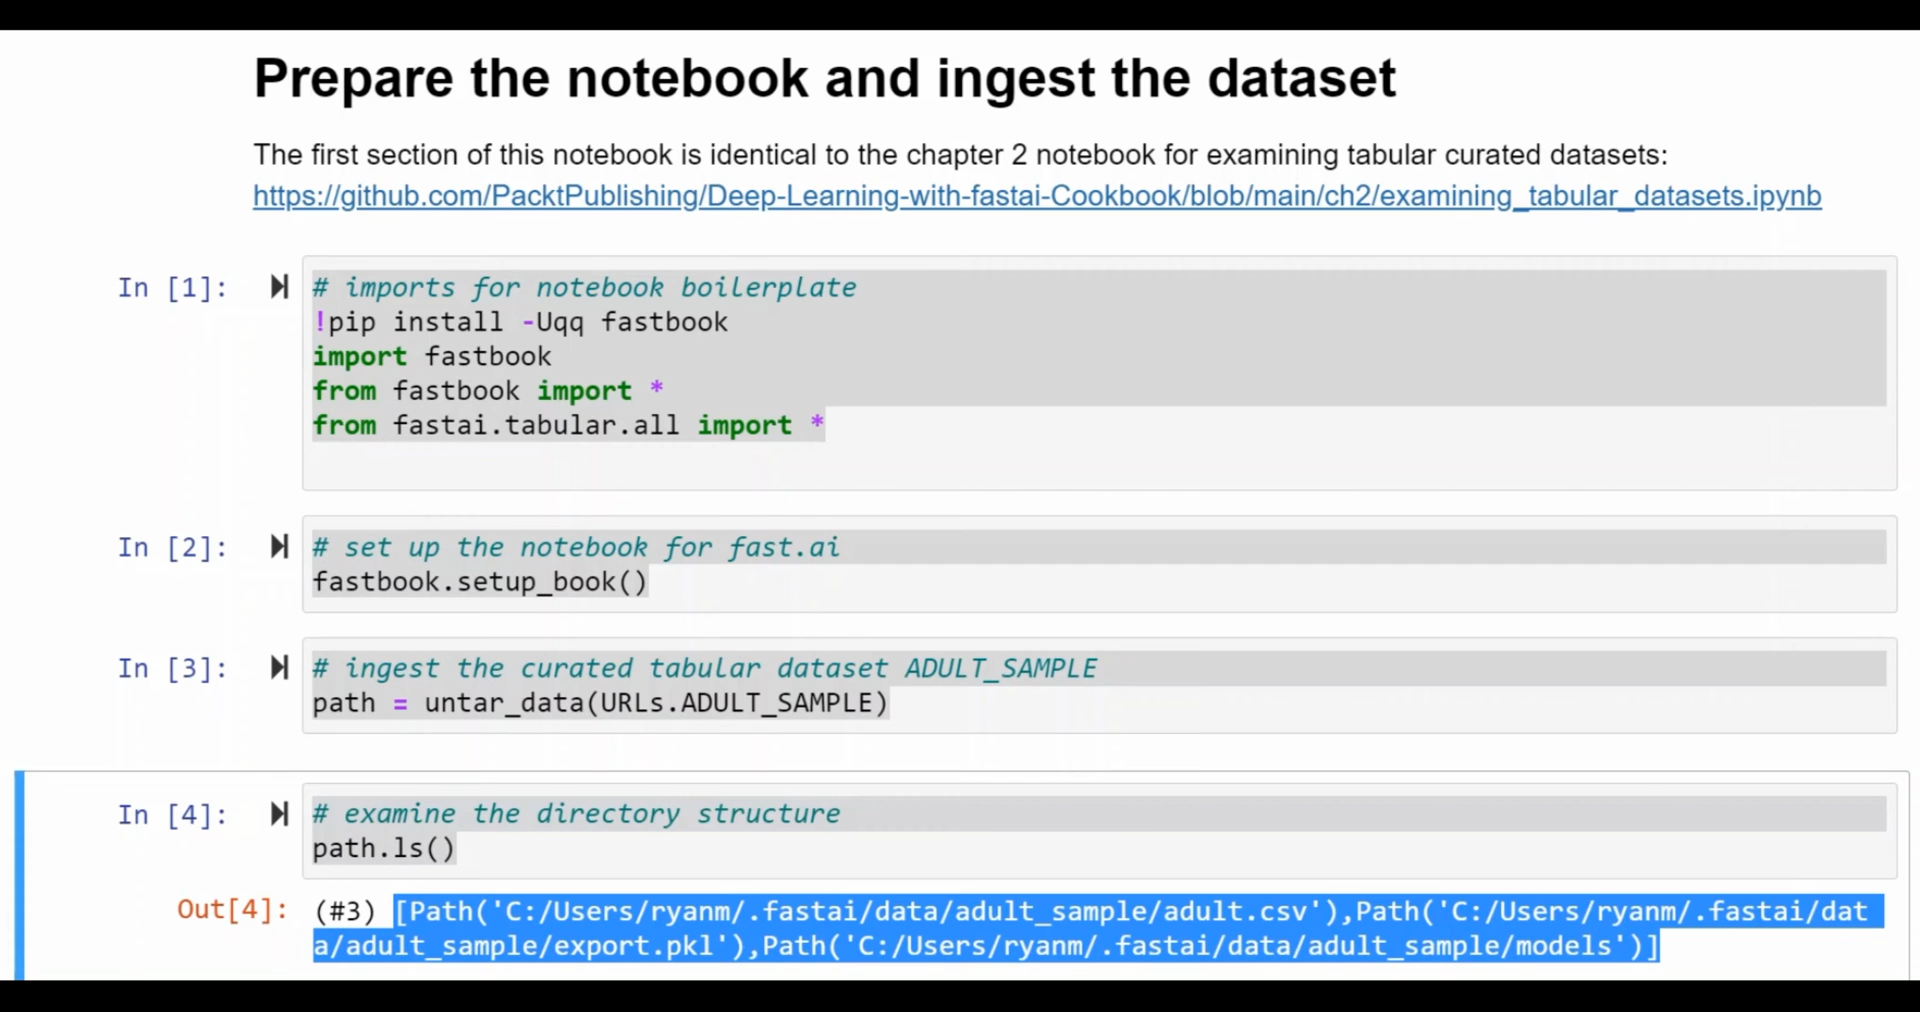 Prepare the notebook and ingest the dataset
The first section of this notebook is identical to the chapter 2 notebook for examining tabular curated datasets:
https://github.com/PacktPublishing/Deep-Learning-with-fastai-Cookbook/blob/main/ch2/examining_tabular_datasets.ipynb
In [1]: # imports for notebook boilerplate
!pip install -Uqq fastbook
import fastbook
from fastbook import *
from fastai.tabular.all import *
In [2]: # set up the notebook for fast.ai
fastbook.setup_book()
In [3]: # ingest the curated tabular dataset ADULT_SAMPLE
path = untar_data(URLs.ADULT_SAMPLE)
In [4]: # examine the directory structure
path.ls()
Out[4]: (#3) [Path('C:/Users/ryanm/.fastai/data/adult_sample/adult.csv'),Path('C:/Users/ryanm/.fastai/dat
a/adult_sample/export.pkl'),Path('C:/Users/ryanm/.fastai/data/adult_sample/models')]